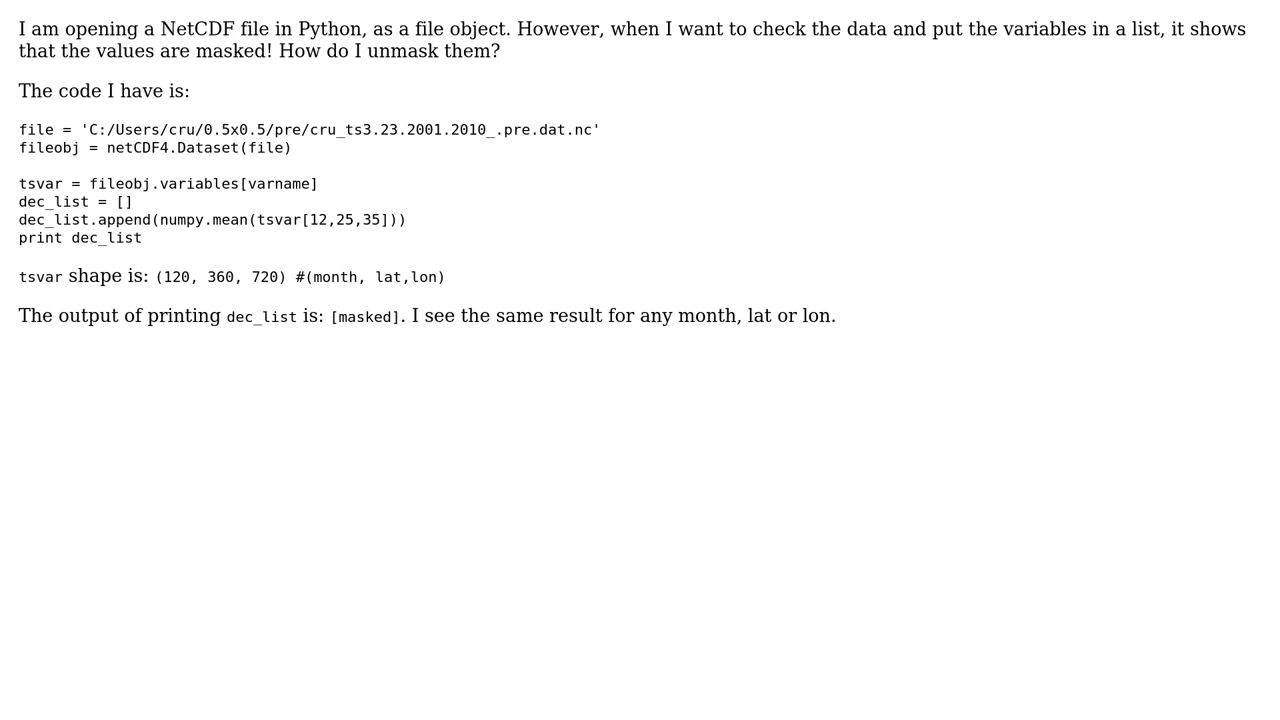 I am opening a NetCDF file in Python, as a file object. However, when I want to check the data and put the variables in a list, it shows
that the values are masked! How do I unmask them?
The code I have is:
file = 'C:/Users/cru/0.5x0.5/pre/cru_ts3.23.2001.2010_.pre.dat.nc'
fileobj = netCDF4.Dataset(file)
tsvar = fileobj.variables[varname]
dec_list = []
dec_list.append(numpy.mean(tsvar[12,25,35]))
print dec_list
tsvar shape is: (120, 360, 720) #(month, lat,lon)
The output of printing dec_list is: [masked]. I see the same result for any month, lat or lon.